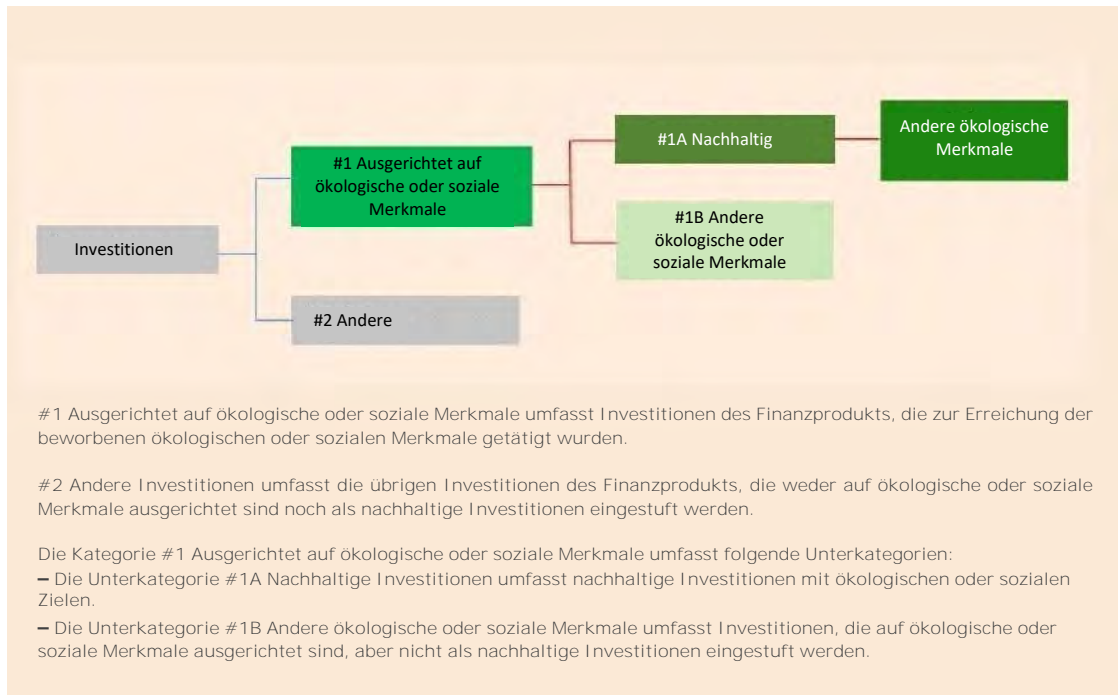 Andere ökologische
Merkmale
#1A Nachhaltig
#1 Ausgerichtet auf
ökologische oder soziale
Merkmale
#1B Andere
ökologische oder
soziale Merkmale
Investitionen
#2 Andere
#1 Ausgerichtet auf ökologische oder soziale Merkmale umfasst Investitionen des Finanzprodukts, die zur Erreichung der
beworbenen ökologischen oder sozialen Merkmale getätigt wurden.
#2 Andere Investitionen umfasst die übrigen Investitionen des Finanzprodukts, die weder auf ökologische oder soziale
Merkmale ausgerichtet sind noch als nachhaltige Investitionen eingestuft werden.
Die Kategorie #1 Ausgerichtet auf ökologische oder soziale Merkmale umfasst folgende Unterkategorien:
– Die Unterkategorie #1A Nachhaltige Investitionen umfasst nachhaltige Investitionen mit ökologischen oder sozialen
Zielen.
– Die Unterkategorie #1B Andere ökologische oder soziale Merkmale umfasst Investitionen, die auf ökologische oder
soziale Merkmale ausgerichtet sind, aber nicht als nachhaltige Investitionen eingestuft werden.